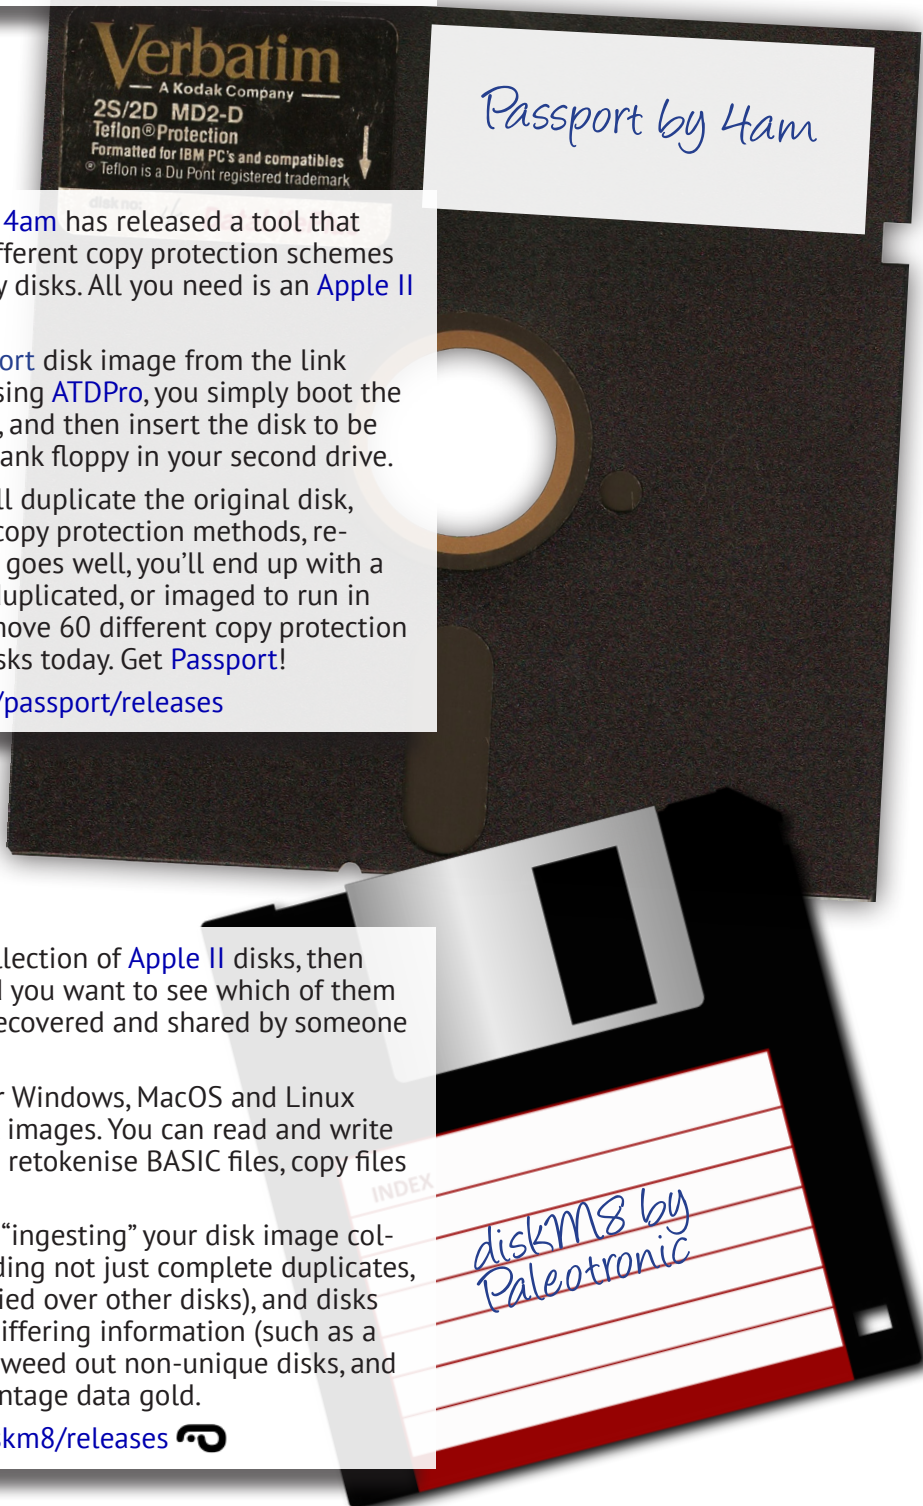 Verbatim
A Kodak Company
2S/2D MD2-D
Teflon® Protection
Formatted for IBM PC's and compatibles
® Teflon is a Du Pont registered trademark
disk no:
Passport by 4am
4am has released a tool that
fferent copy protection schemes
y disks. All you need is an Apple II
ort disk image from the link
sing ATDPro, you simply boot the
, and then insert the disk to be
ank floppy in your second drive.
ll duplicate the original disk,
copy protection methods, re-
goes well, you'll end up with a
duplicated, or imaged to run in
move 60 different copy protection
sks today. Get Passport!
/passport/releases
llection of Apple II disks, then
d you want to see which of them
ecovered and shared by someone
r Windows, MacOS and Linux
images. You can read and write
retokenise BASIC files, copy files
“ingesting” your disk image col-
ding not just complete duplicates,
ied over other disks), and disks
iffering information (such as a
weed out non-unique disks, and
ntage data gold.
skm8/releases
INDEX
diskM8 by
Paleotronic